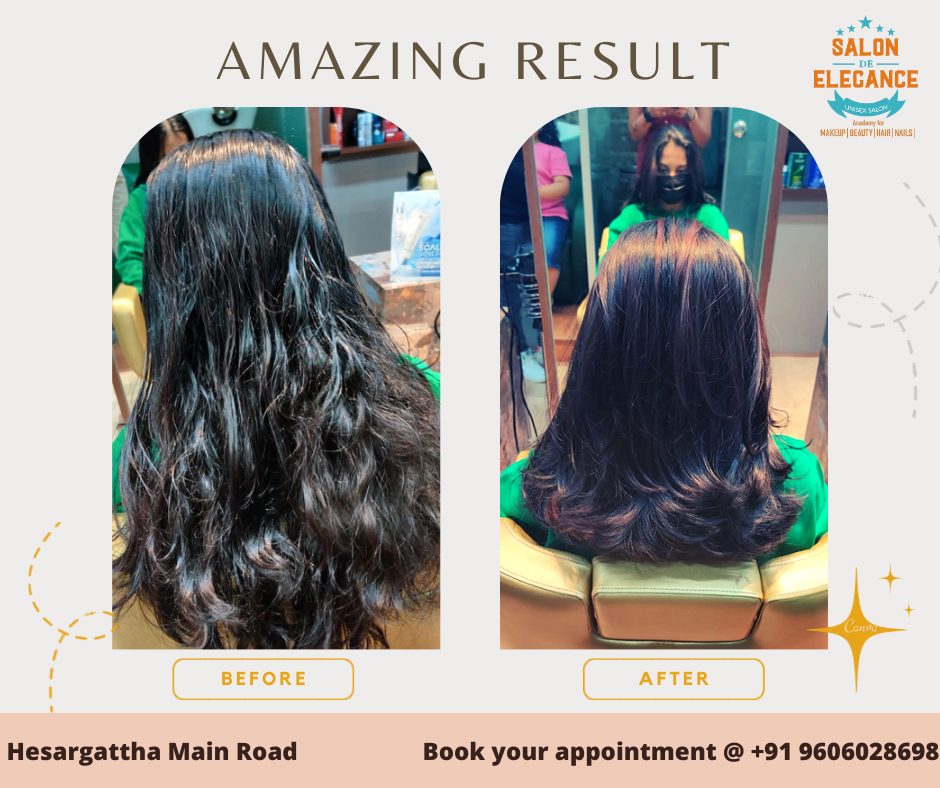 AMAZING RESULT
SALON
DE
ELEGANCE
UNISEX SALON
Academy for
MAKEUP | BEAUTY | HAIR | NAILS |
BEFORE
AFTER
Canva
Hesargattha Main Road
Book your appointment @ +91 9606028698